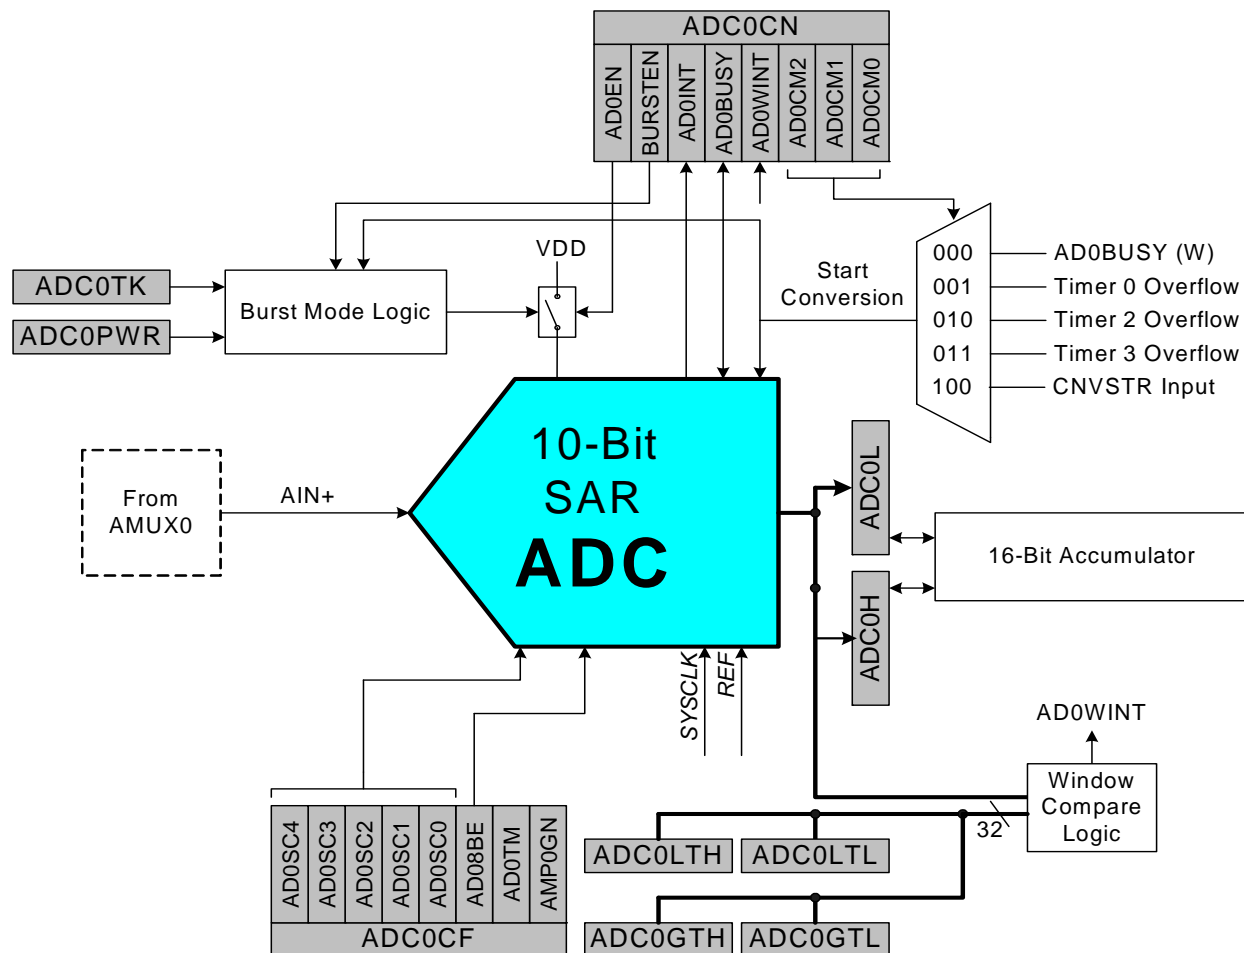 ADC0CN
AD0EN
BURSTEN
AD0INT
AD0BUSY
AD0WINT
AD0CM2
AD0CM1
AD0CM0
VDD
Start
Conversion
000
001
010
011
100
AD0BUSY (W)
Timer 0 Overflow
Timer 2 Overflow
Timer 3 Overflow
CNVSTR Input
ADC0TK
ADC0PWR
Burst Mode Logic
From
AMUX0
AIN+
10-Bit
SAR
ADC
ADC0L
ADC0H
16-Bit Accumulator
SYSCLK
REF
AD0WINT
Window
Compare
Logic
32
AD0SC4
AD0SC3
AD0SC2
AD0SC1
AD0SC0
AD08BE
AD0TM
AMP0GN
ADC0CF
ADC0LTH
ADC0LTL
ADC0GTH
ADC0GTL